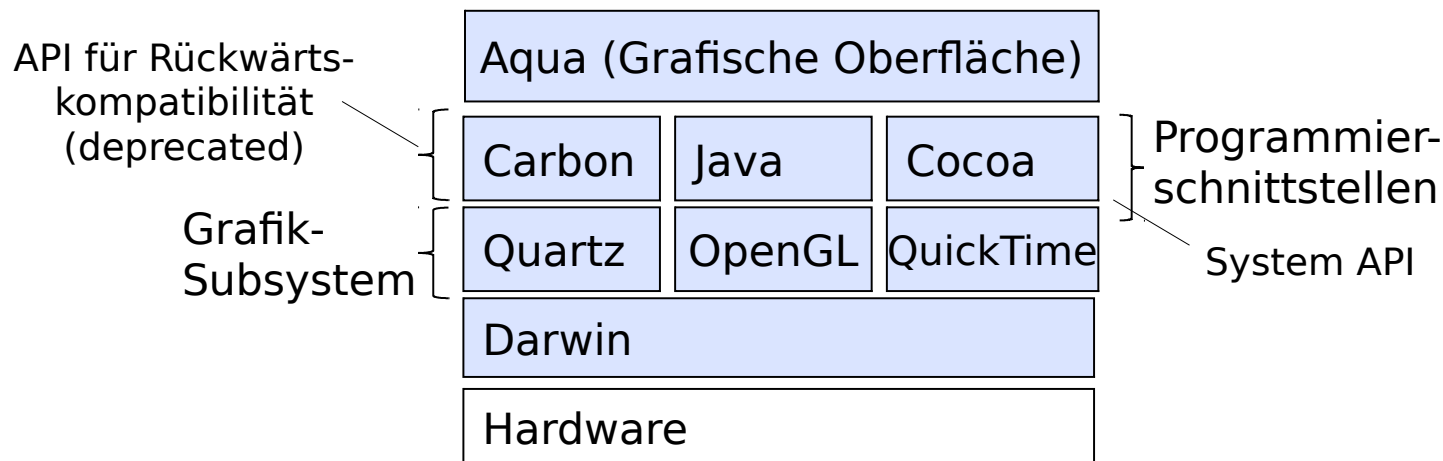 Aqua (Grafische Oberfläche)
API für Rückwärts-
kompatibilität
(deprecated)
Carbon
Java
Cocoa
Programmier-
schnittstellen
Grafik-
Subsystem
Quartz
OpenGL
QuickTime
System API
Darwin
Hardware